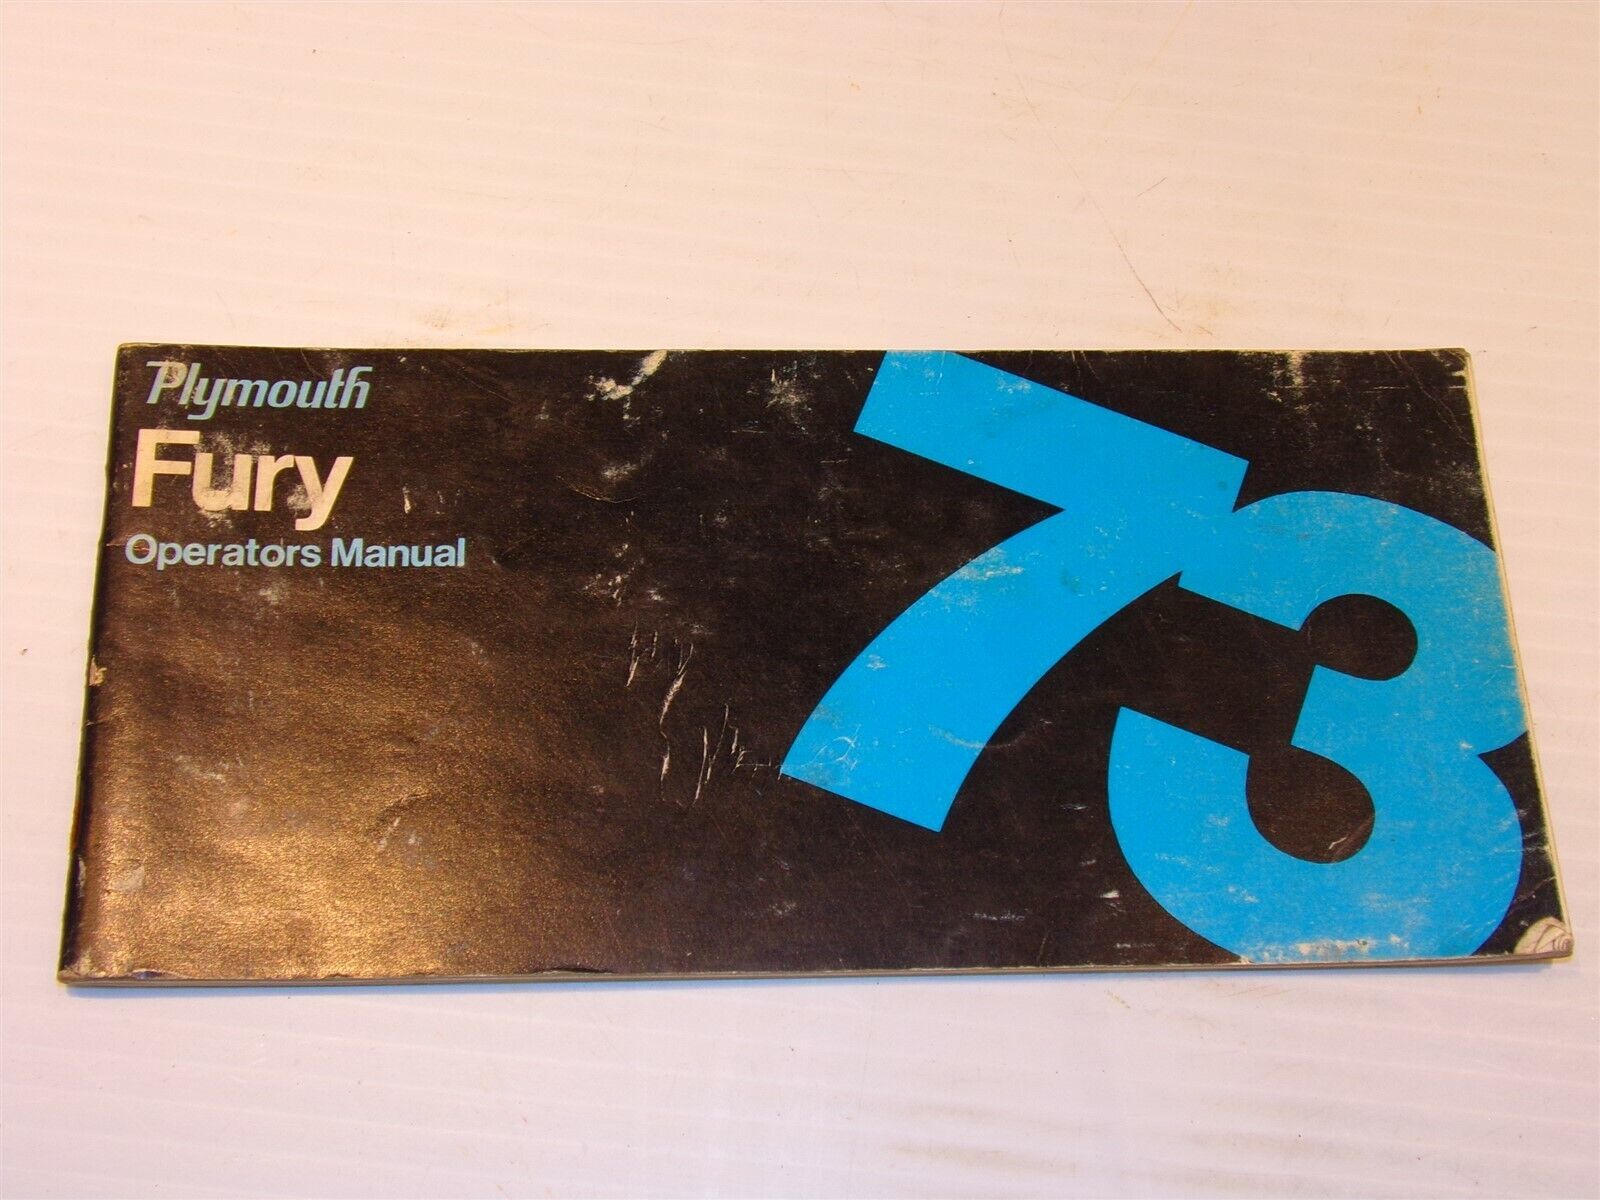 Plymouth
Fury
Operators Manual
73